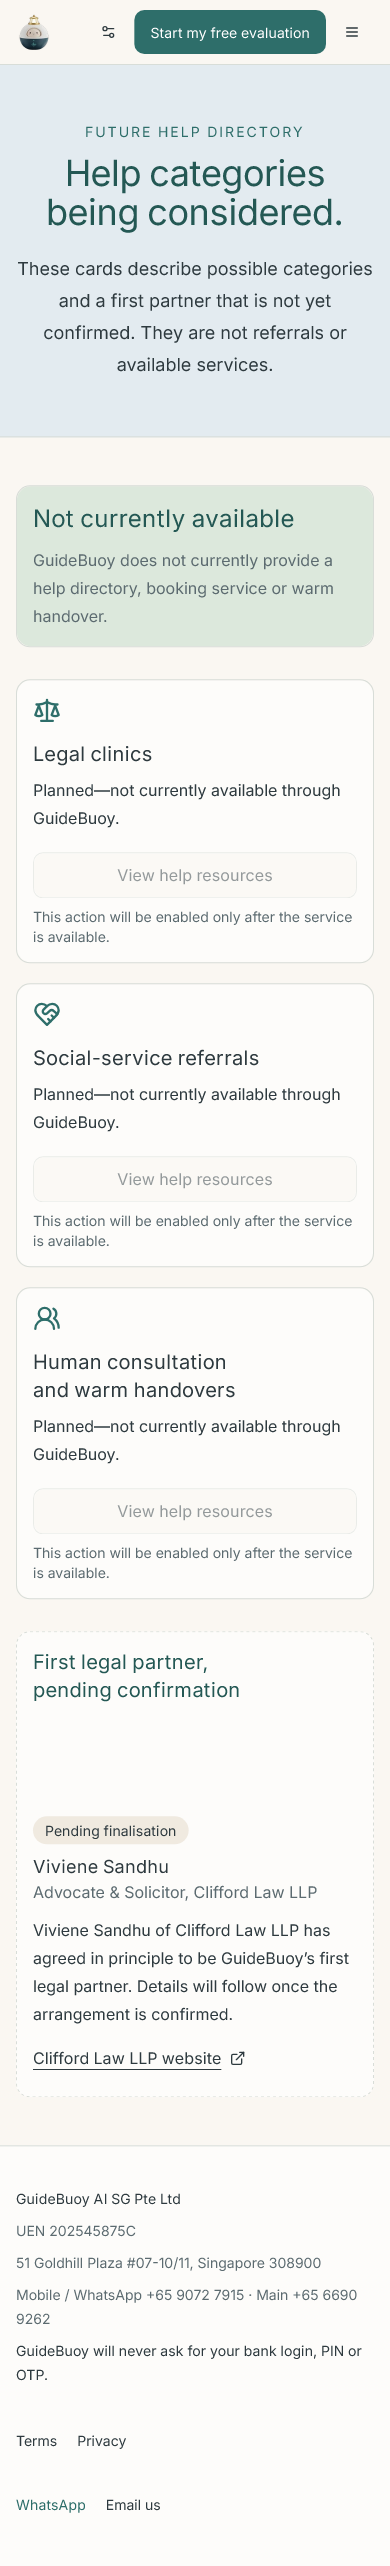 Start my free evaluation
FUTURE HELP DIRECTORY
Help categories
being considered.
These cards describe possible categories
and a first partner that is not yet
confirmed. They are not referrals or
available services.
Not currently available
GuideBuoy does not currently provide a
help directory, booking service or warm
handover.
Legal clinics
Planned—not currently available through
GuideBuoy.
View help resources
This action will be enabled only after the service
is available.
Social-service referrals
Planned—not currently available through
GuideBuoy.
View help resources
This action will be enabled only after the service
is available.
Human consultation
and warm handovers
Planned—not currently available through
GuideBuoy.
View help resources
This action will be enabled only after the service
is available.
First legal partner,
pending confirmation
Pending finalisation
Viviene Sandhu
Advocate & Solicitor, Clifford Law LLP
Viviene Sandhu of Clifford Law LLP has
agreed in principle to be GuideBuoy’s first
legal partner. Details will follow once the
arrangement is confirmed.
Clifford Law LLP website
GuideBuoy AI SG Pte Ltd
UEN 202545875C
51 Goldhill Plaza #07-10/11, Singapore 308900
Mobile / WhatsApp +65 9072 7915 · Main +65 6690
9262
GuideBuoy will never ask for your bank login, PIN or
OTP.
Terms Privacy
WhatsApp Email us